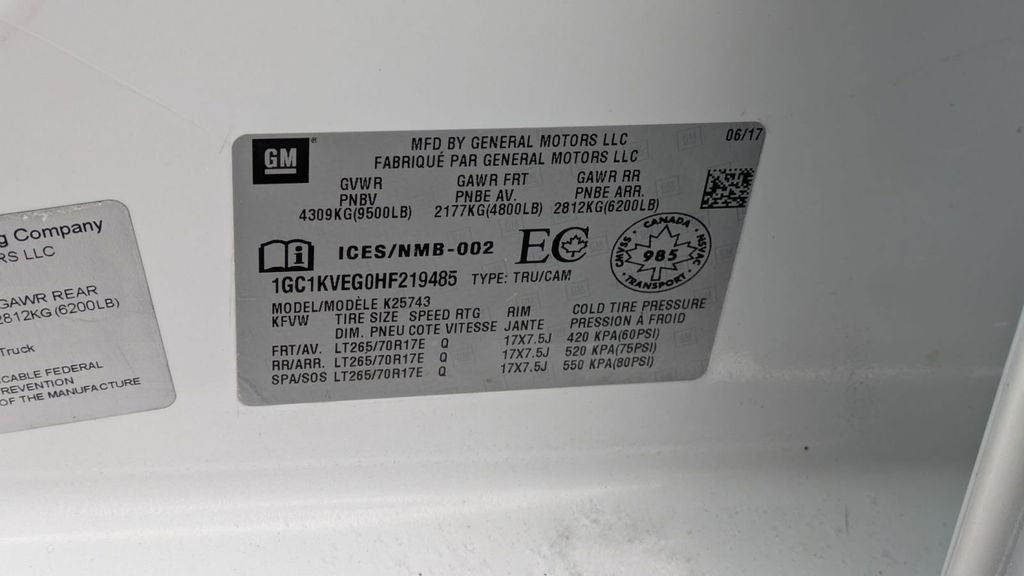 g Company
RS LLC
GAWR REAR
2812KG(6200LB)
Truck
CABLE FEDERAL
PREVENTION
OF THE MANUFACTURE
GM
MFD BY GENERAL MOTORS LLC
06/17
FABRIQUÉ PAR GENERAL MOTORS LLC
GVWR GAWR FRT GAWR RR
PNBV PNBE AV. PNBE ARR.
4309KG(9500LB) 2177KG(4800LB) 2812KG(6200LB)
ICES/NMB-002 EC
CANADA
CMVSS 985 NSVAC
TRANSPORT
1GC1KVEG0HF219485 TYPE: TRU/CAM
MODEL/MODÈLE K25743
KFVW TIRE SIZE SPEED RTG RIM COLD TIRE PRESSURE
DIM. PNEU COTE VITESSE JANTE PRESSION À FROID
FRT/AV. LT265/70R17E Q 17X7.5J 420 KPA(60PSI)
RR/ARR. LT265/70R17E Q 17X7.5J 520 KPA(75PSI)
SPA/SOS LT265/70R17E Q 17X7.5J 550 KPA(80PSI)